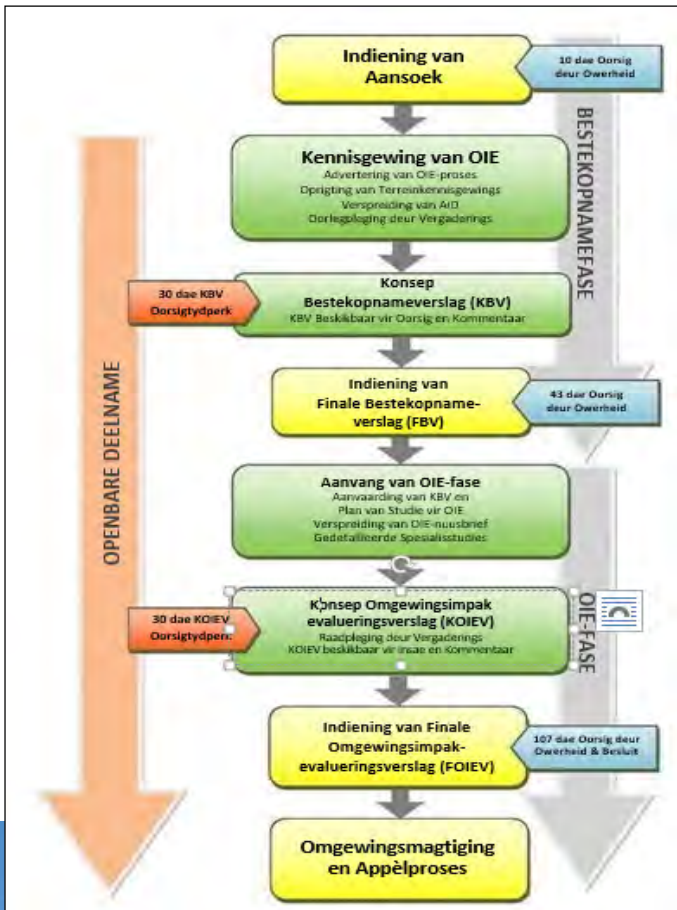 Indiening van
Aansoek
10 dae Oorsig
deur Owerheid
BESTEKOPNAMEFASE
Kennisgewing van OIE
Advertering van OIE-proses
Oprigting van Terreinkennisgewings
Verspreiding van AID
Oorlegpleging deur Vergaderings
30 dae KBV
Oorsigtydperk
Konsep
Bestekopnameverslag (KBV)
KBV Beskikbaar vir Oorsig en Kommentaar
Indiening van
Finale Bestekopname-
verslag (FBV)
43 dae Oorsig
deur Owerheid
OPENBARE DEELNAME
Aanvang van OIE-fase
Aanvaarding van KBV en
Plan van Studie vir OIE
Verspreiding van OIE-nuusbrief
Gedetailleerde Spesialisstudies
OIE-FASE
30 dae KOIEV
Oorsigtydperk
Konsep Omgewingsimpak
evalueringsverslag (KOIEV)
Raadpleging deur Vergaderings
KOIEV beskikbaar vir Insae en Kommentaar
Indiening van Finale
Omgewingsimpak-
evalueringsverslag (FOIEV)
107 dae Oorsig deur
Owerheid & Besluit
Omgewingsmagtiging
en Appèlproses